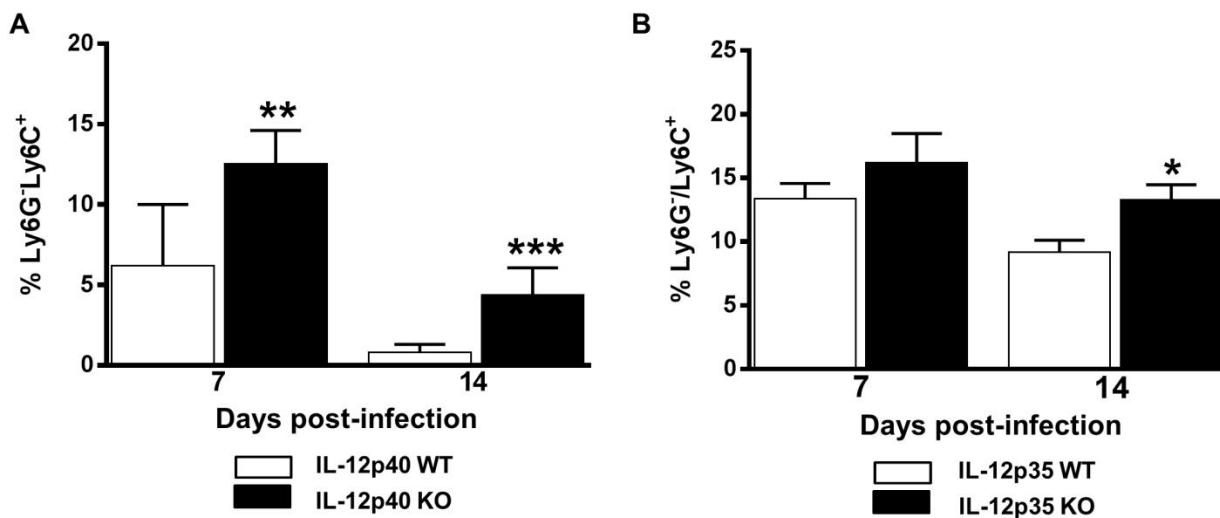 A
% Ly6G⁻Ly6C⁺
20
15
10
5
0
**
***
7
14
Days post-infection
IL-12p40 WT
IL-12p40 KO
B
% Ly6G⁻/Ly6C⁺
25
20
15
10
5
0
*
7
14
Days post-infection
IL-12p35 WT
IL-12p35 KO